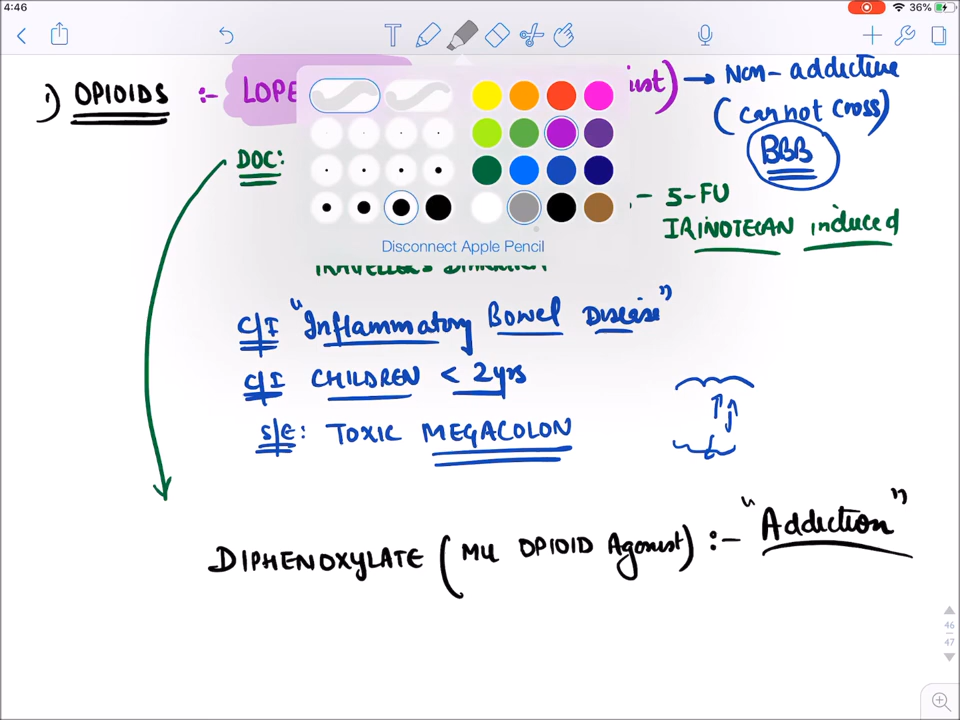 4:46
36%
1) OPIOIDS :- LOPE ist) → Non-addictive
(cannot cross)
BBB
DOC:
- 5-FU
IRINOTECAN induced
Disconnect Apple Pencil
C/I "Inflammatory Bowel Disease"
C/I CHILDREN < 2yrs
S/E: TOXIC MEGACOLON
DIPHENOXYLATE (MU OPIOID Agonist) :- "Addiction"
46
47